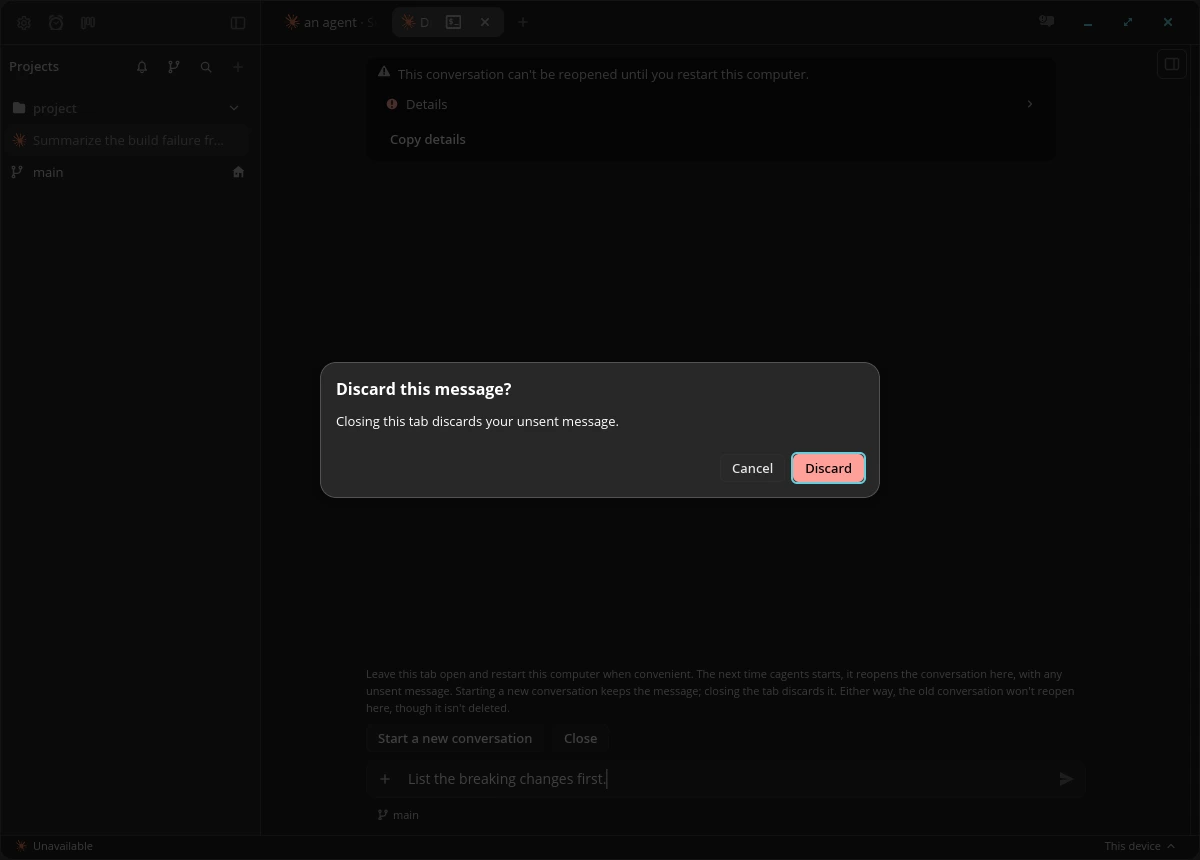 an agent · S
D
Projects
project
Summarize the build failure fr...
main
This conversation can't be reopened until you restart this computer.
Details
Copy details
Discard this message?
Closing this tab discards your unsent message.
Cancel
Discard
Leave this tab open and restart this computer when convenient. The next time cagents starts, it reopens the conversation here, with any
unsent message. Starting a new conversation keeps the message; closing the tab discards it. Either way, the old conversation won't reopen
here, though it isn't deleted.
Start a new conversation
Close
List the breaking changes first.
main
Unavailable
This device